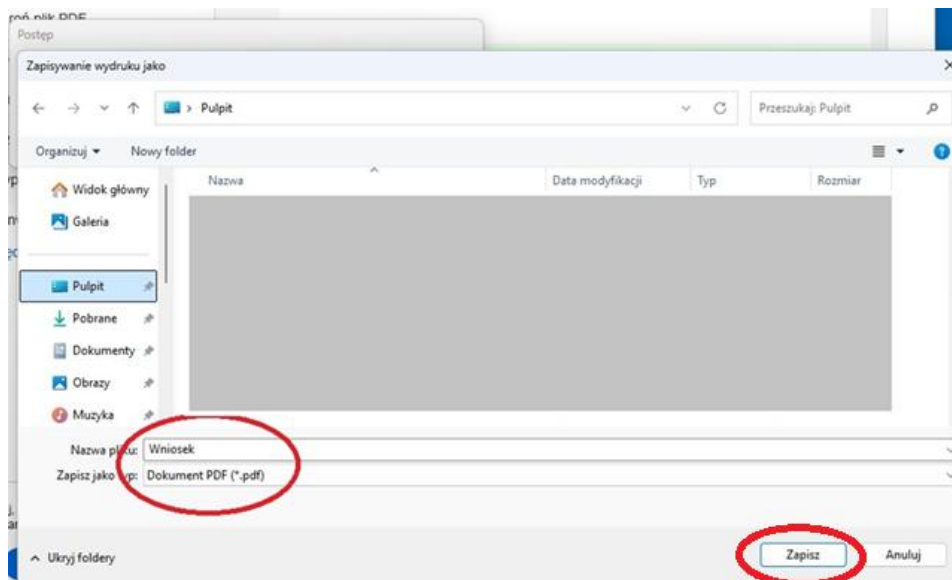 roń plik PDF
Postęp
Zapisywanie wydruku jako
Pulpit
Przeszukaj: Pulpit
Organizuj
Nowy folder
Nazwa
Data modyfikacji
Typ
Rozmiar
Widok główny
Galeria
Pulpit
Pobrane
Dokumenty
Obrazy
Muzyka
Nazwa pliku: Wniosek
Zapisz jako typ: Dokument PDF (*.pdf)
Ukryj foldery
Zapisz
Anuluj